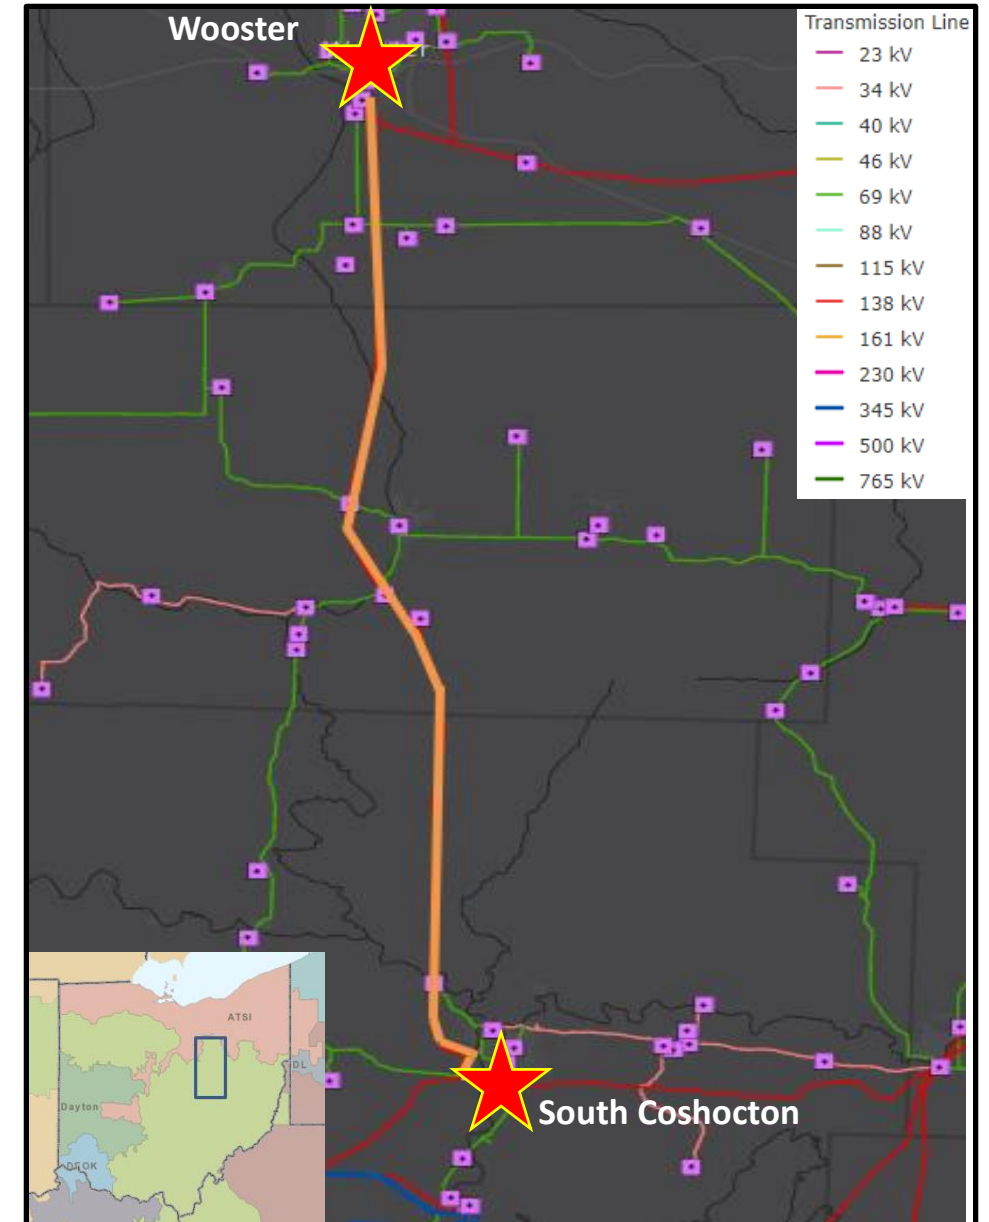 Wooster
Transmission Line
23 kV
34 kV
40 kV
46 kV
69 kV
88 kV
115 kV
138 kV
161 kV
230 kV
345 kV
500 kV
765 kV
ATSI
DL
Dayton
DEOK
South Coshocton